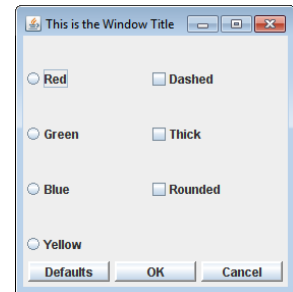 This is the Window Title
Red Dashed
Green Thick
Blue Rounded
Yellow
Defaults OK Cancel